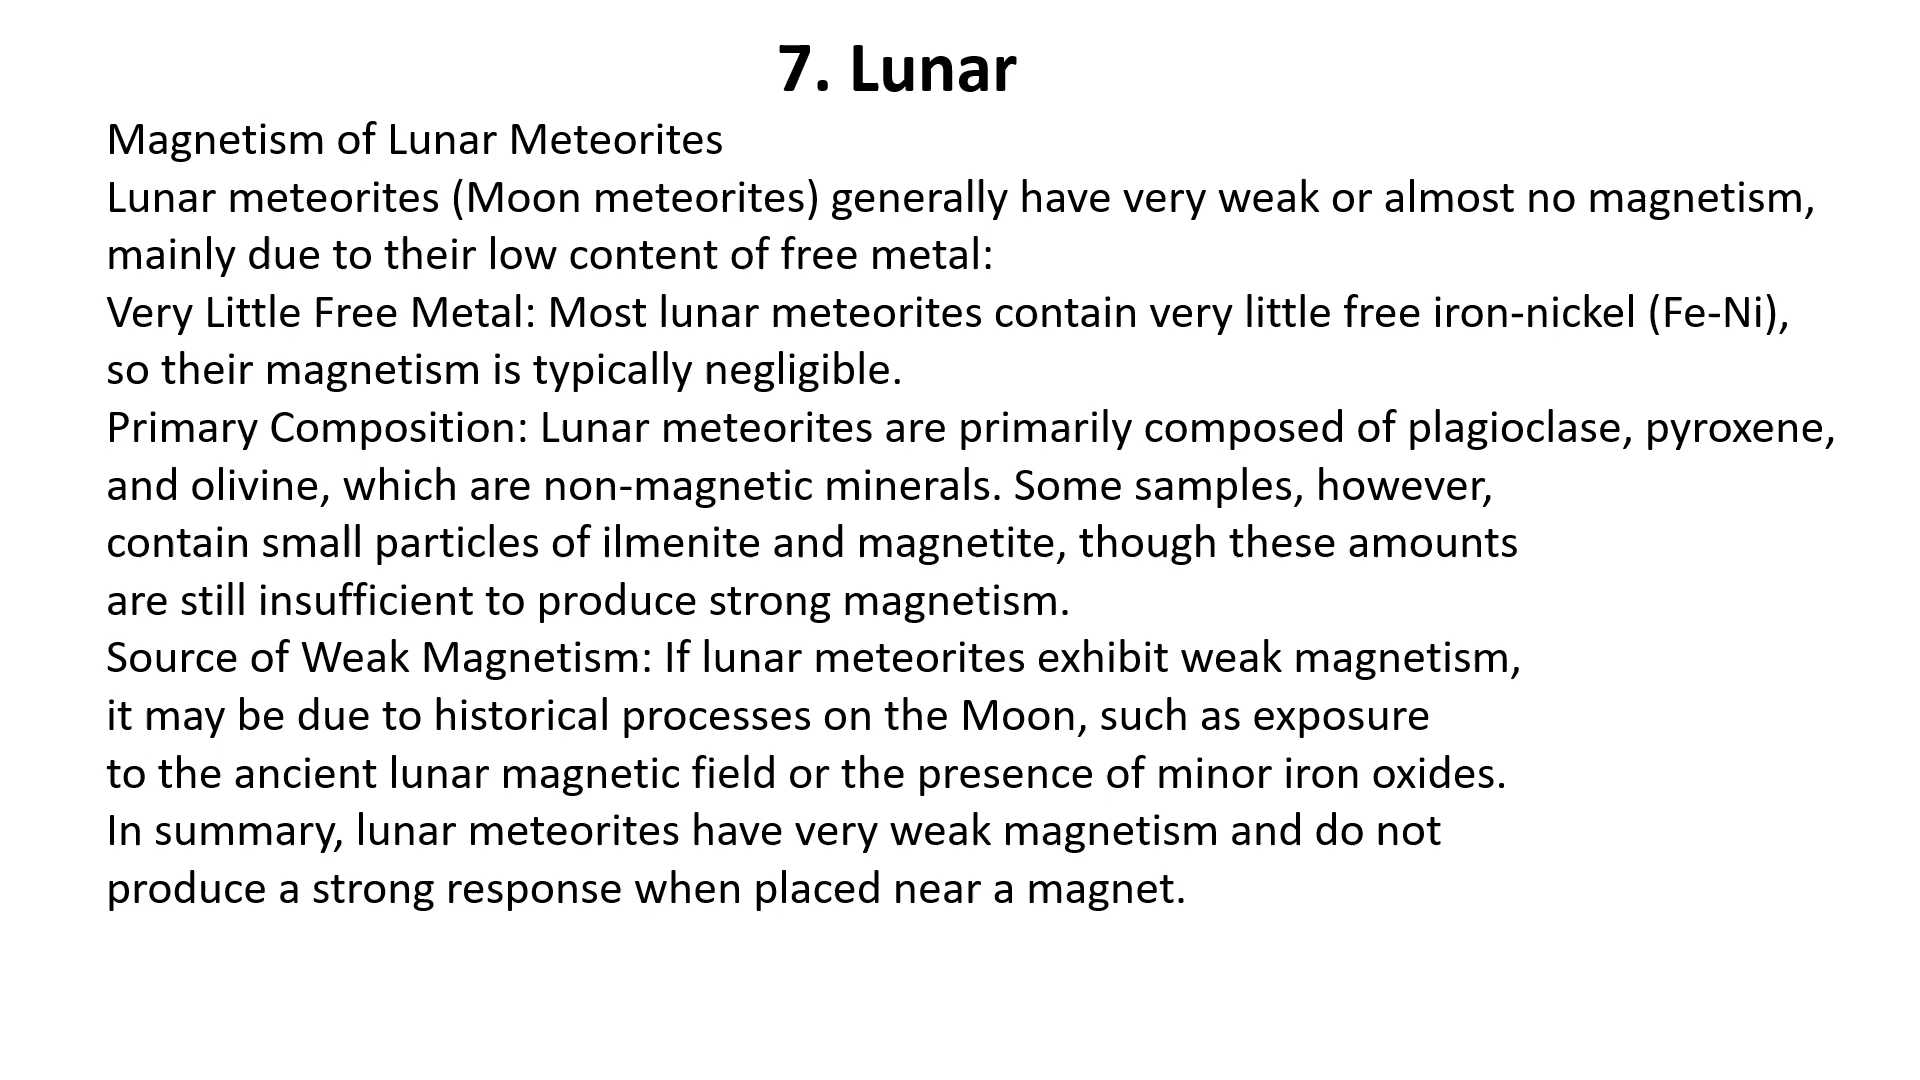 7. Lunar
Magnetism of Lunar Meteorites
Lunar meteorites (Moon meteorites) generally have very weak or almost no magnetism,
mainly due to their low content of free metal:
Very Little Free Metal: Most lunar meteorites contain very little free iron-nickel (Fe-Ni),
so their magnetism is typically negligible.
Primary Composition: Lunar meteorites are primarily composed of plagioclase, pyroxene,
and olivine, which are non-magnetic minerals. Some samples, however,
contain small particles of ilmenite and magnetite, though these amounts
are still insufficient to produce strong magnetism.
Source of Weak Magnetism: If lunar meteorites exhibit weak magnetism,
it may be due to historical processes on the Moon, such as exposure
to the ancient lunar magnetic field or the presence of minor iron oxides.
In summary, lunar meteorites have very weak magnetism and do not
produce a strong response when placed near a magnet.